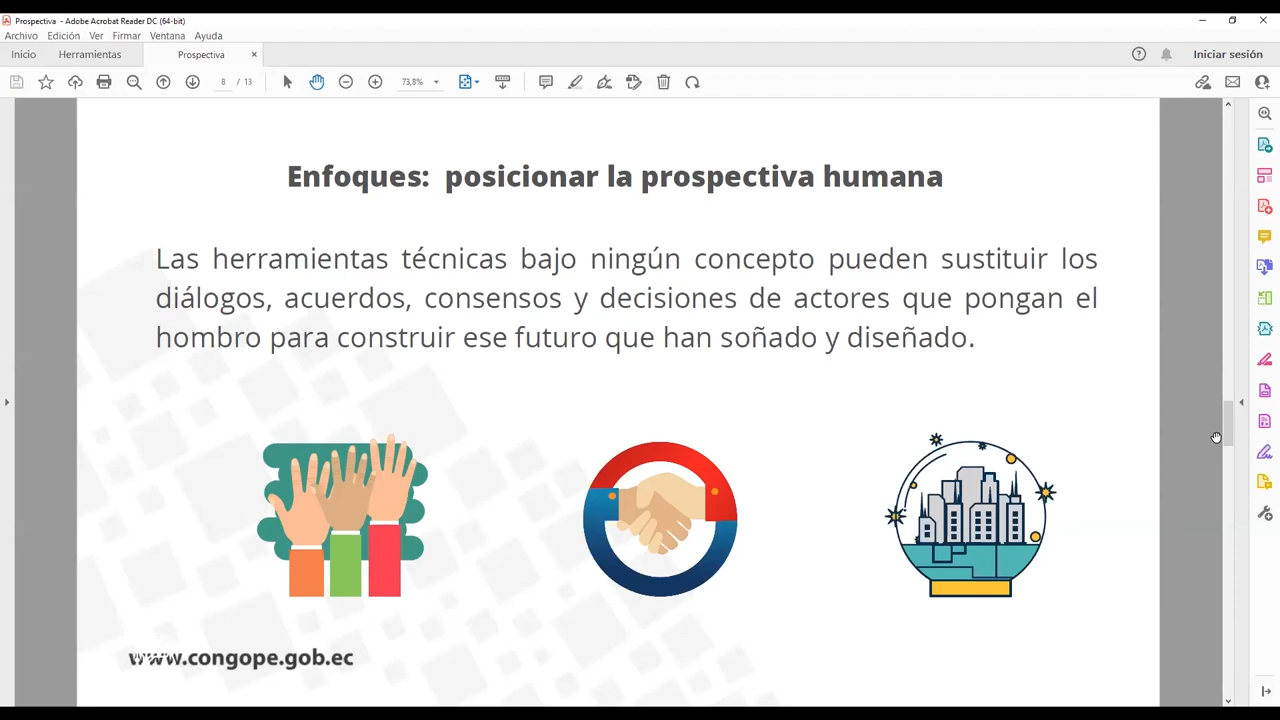 Prospectiva - Adobe Acrobat Reader DC (64-bit)
Archivo Edición Ver Firmar Ventana Ayuda
Inicio Herramientas Prospectiva × Iniciar sesión
8 / 13 73,8%
Enfoques: posicionar la prospectiva humana
Las herramientas técnicas bajo ningún concepto pueden sustituir los
diálogos, acuerdos, consensos y decisiones de actores que pongan el
hombro para construir ese futuro que han soñado y diseñado.
www.congope.gob.ec